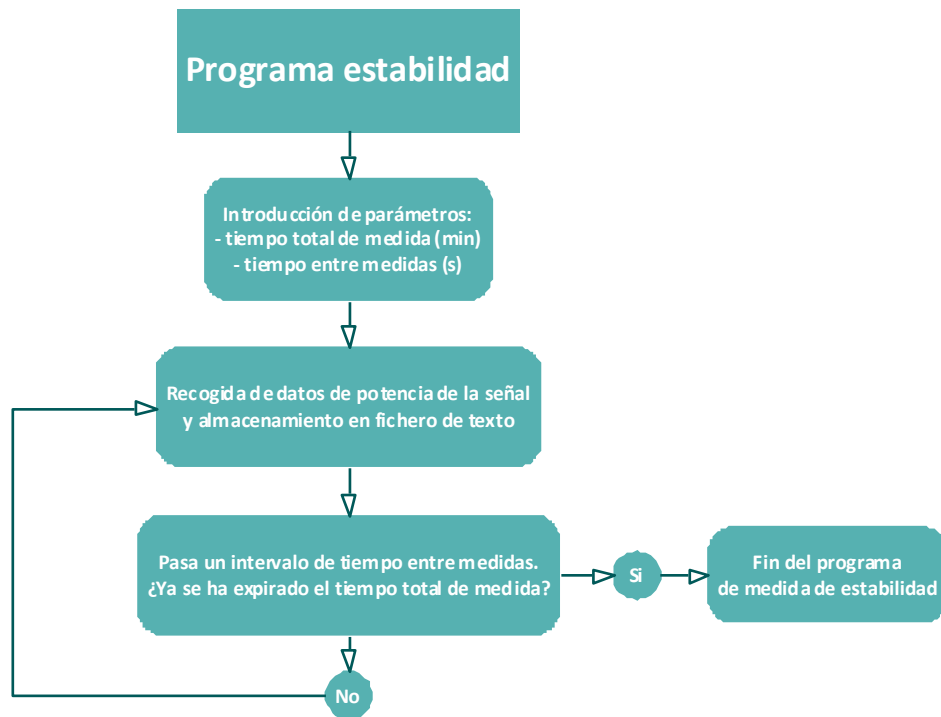 Programa estabilidad
Introducción de parámetros:
- tiempo total de medida (min)
- tiempo entre medidas (s)
Recogida de datos de potencia de la señal
y almacenamiento en fichero de texto
Pasa un intervalo de tiempo entre medidas.
¿Ya se ha expirado el tiempo total de medida?
Si
Fin del programa
de medida de estabilidad
No